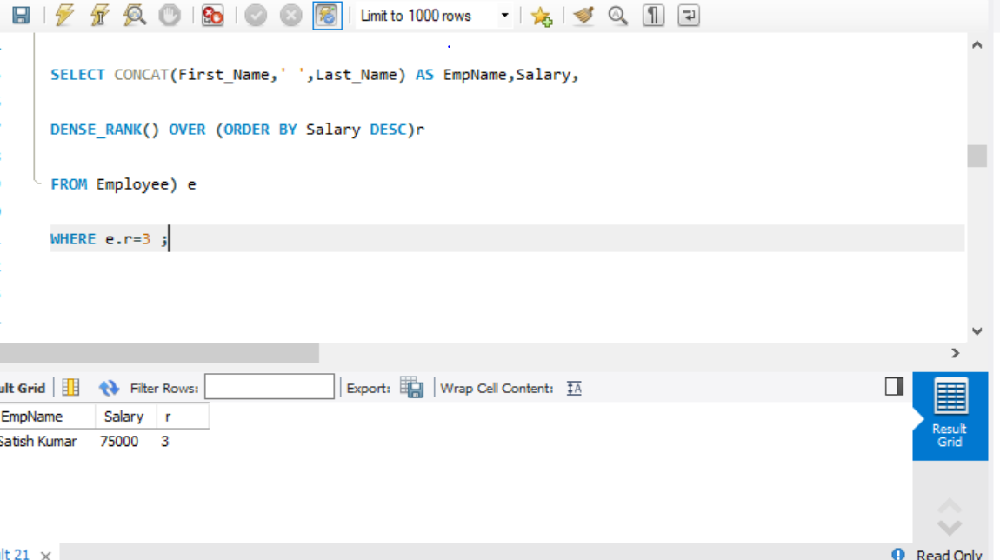 Limit to 1000 rows
SELECT CONCAT(First_Name,' ',Last_Name) AS EmpName,Salary,
DENSE_RANK() OVER (ORDER BY Salary DESC)r
FROM Employee) e
WHERE e.r=3 ;
ult Grid Filter Rows: Export: Wrap Cell Content:
EmpName Salary r
Satish Kumar 75000 3
Result
Grid
ult 21 Read Only